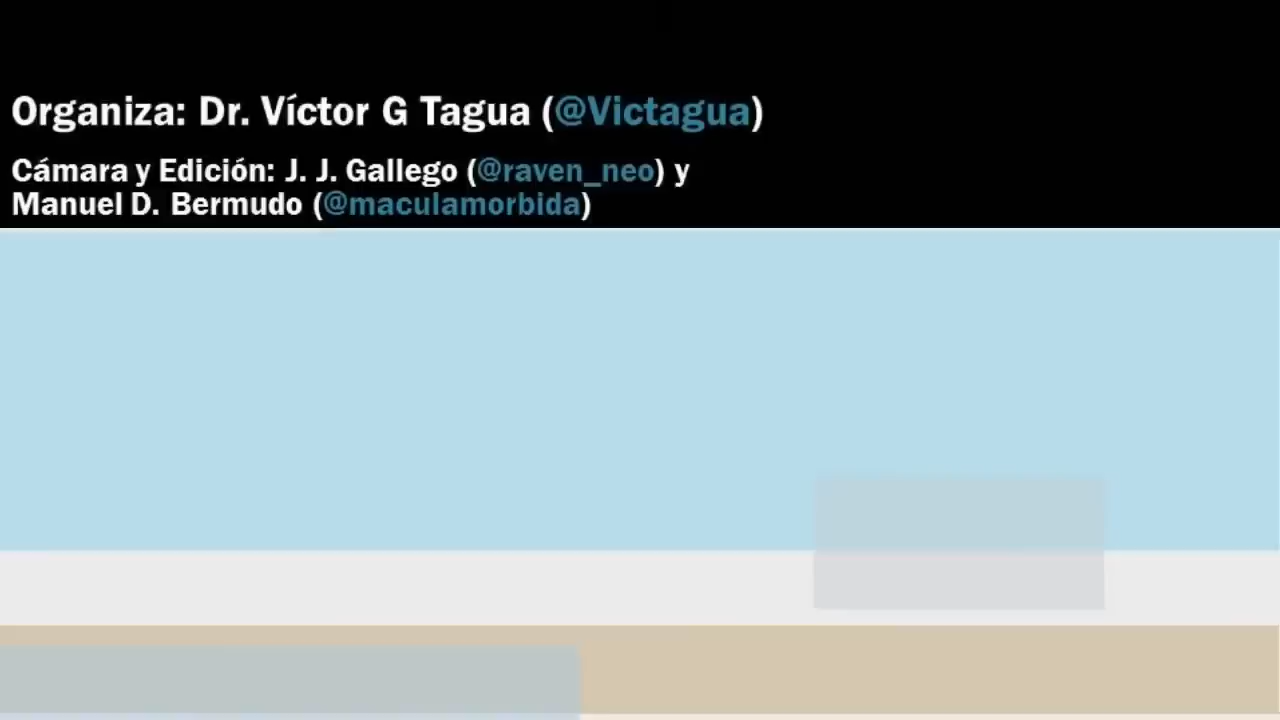 Organiza: Dr. Víctor G Tagua (@Victagua)
Cámara y Edición: J. J. Gallego (@raven_neo) y
Manuel D. Bermudo (@maculamorbida)